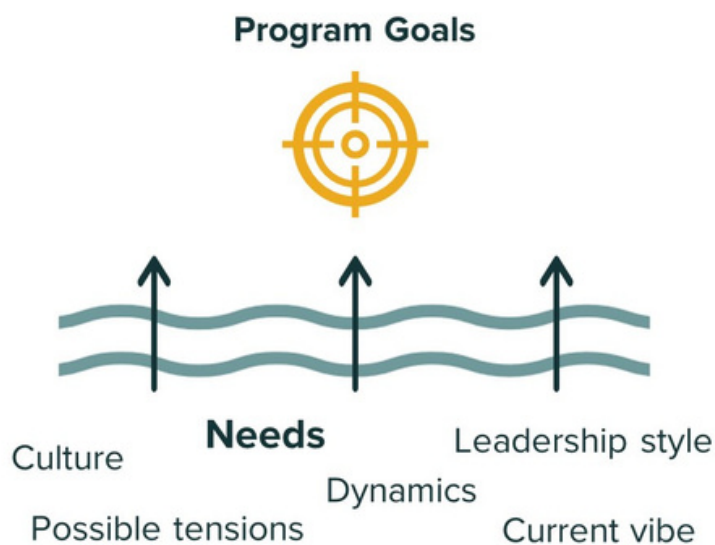 Program Goals
Needs
Leadership style
Culture
Dynamics
Possible tensions
Current vibe